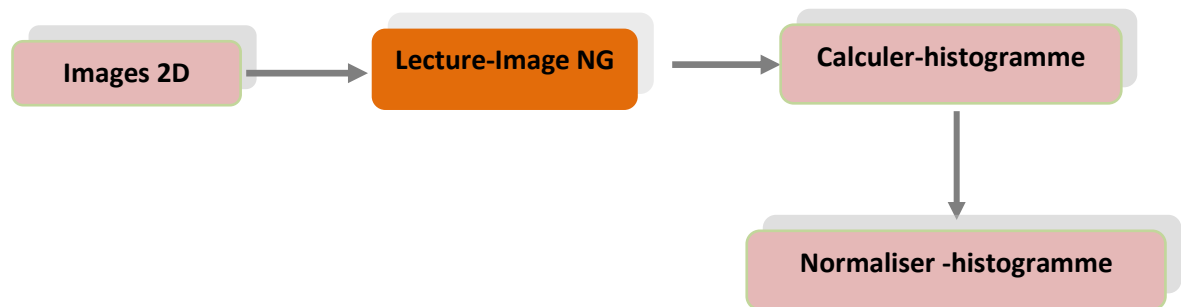 Images 2D
Lecture-Image NG
Calculer-histogramme
Normaliser -histogramme